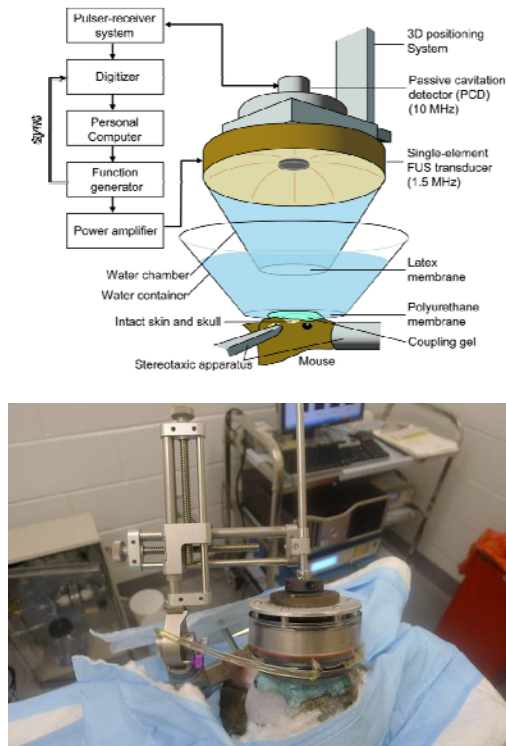 Pulser-receiver
system
Digitizer
Personal
Computer
Function
generator
Power amplifier
sync
3D positioning
System
Passive cavitation
detector (PCD)
(10 MHz)
Single-element
FUS transducer
(1.5 MHz)
Water chamber
Water container
Latex
membrane
Intact skin and skull
Polyurethane
membrane
Coupling gel
Stereotaxic apparatus
Mouse